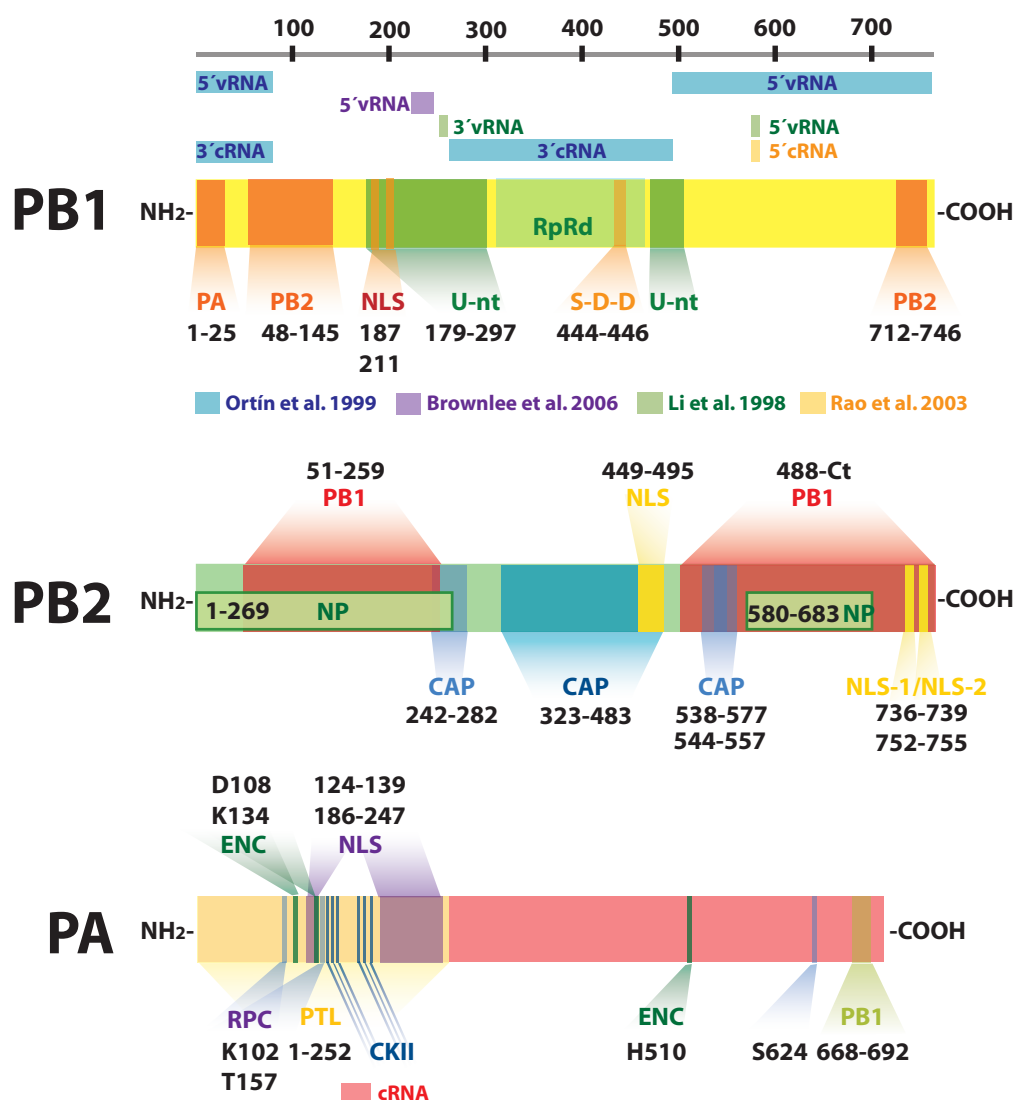 100 200 300 400 500 600 700
5´vRNA 5´vRNA
5´vRNA
3´vRNA 5´vRNA
3´cRNA 3´cRNA 5´cRNA
PB1 NH2- RpRd -COOH
PA PB2 NLS U-nt S-D-D U-nt PB2
1-25 48-145 187 179-297 444-446 712-746
211
Ortín et al. 1999 Brownlee et al. 2006 Li et al. 1998 Rao et al. 2003
51-259 449-495 488-Ct
PB1 NLS PB1
PB2 NH2- -COOH
1-269 NP 580-683 NP
CAP CAP CAP NLS-1/NLS-2
242-282 323-483 538-577 736-739
544-557 752-755
D108 124-139
K134 186-247
ENC NLS
PA NH2- -COOH
RPC PTL ENC PB1
K102 1-252 CKII H510 S624 668-692
T157
cRNA